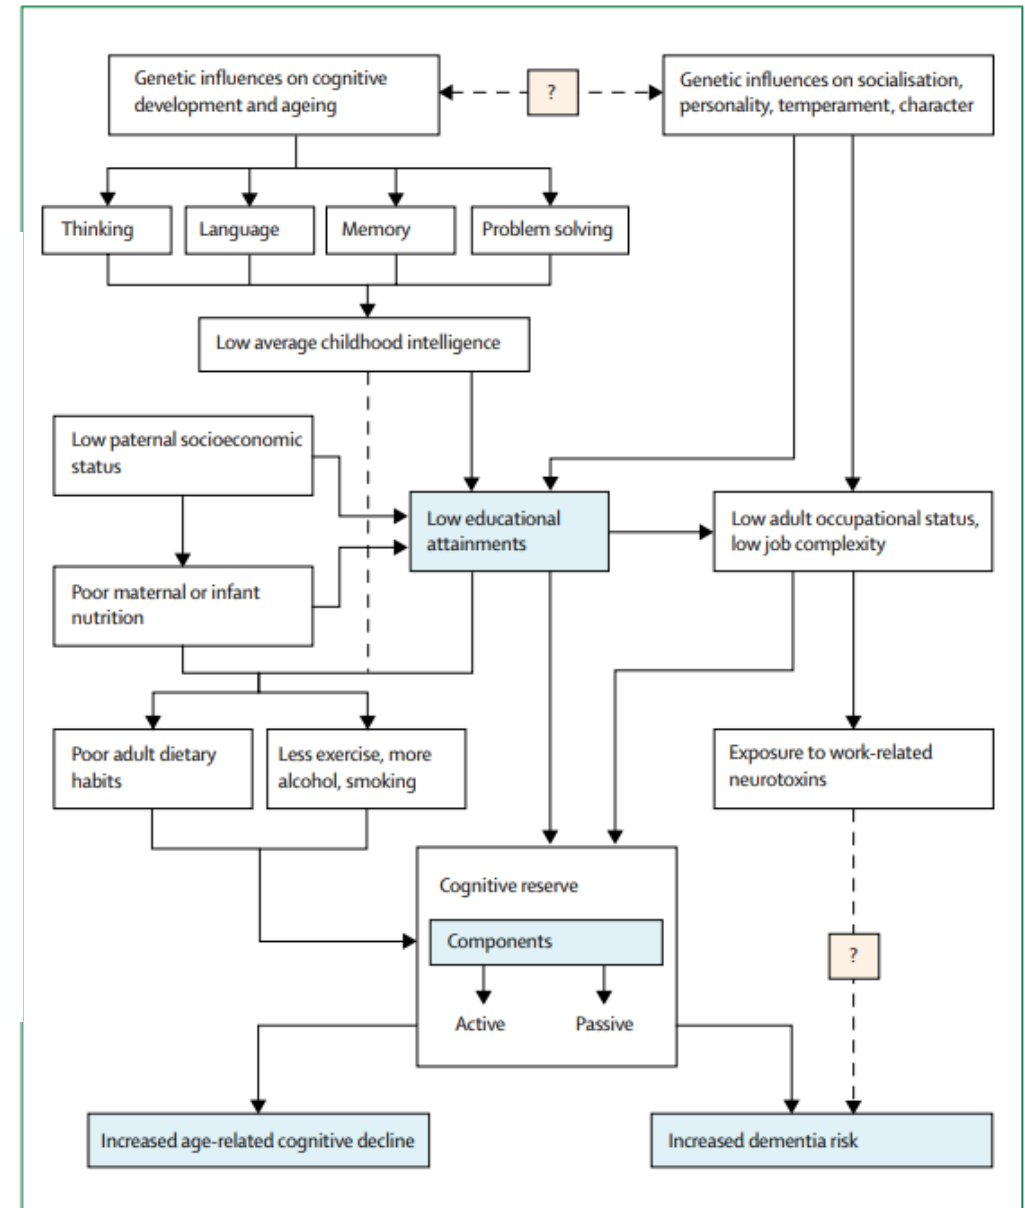 Genetic influences on cognitive
development and ageing
?
Genetic influences on socialisation,
personality, temperament, character
Thinking
Language
Memory
Problem solving
Low average childhood intelligence
Low paternal socioeconomic
status
Low educational
attainments
Low adult occupational status,
low job complexity
Poor maternal or infant
nutrition
Poor adult dietary
habits
Less exercise, more
alcohol, smoking
Exposure to work-related
neurotoxins
Cognitive reserve
Components
?
Active
Passive
Increased age-related cognitive decline
Increased dementia risk